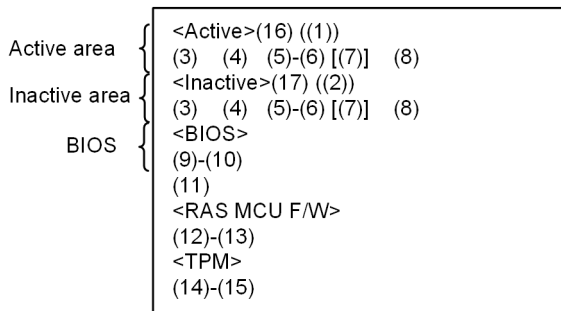 Active area
Inactive area
BIOS
<Active>(16) ((1))
(3) (4) (5)-(6) [(7)] (8)
<Inactive>(17) ((2))
(3) (4) (5)-(6) [(7)] (8)
<BIOS>
(9)-(10)
(11)
<RAS MCU F/W>
(12)-(13)
<TPM>
(14)-(15)